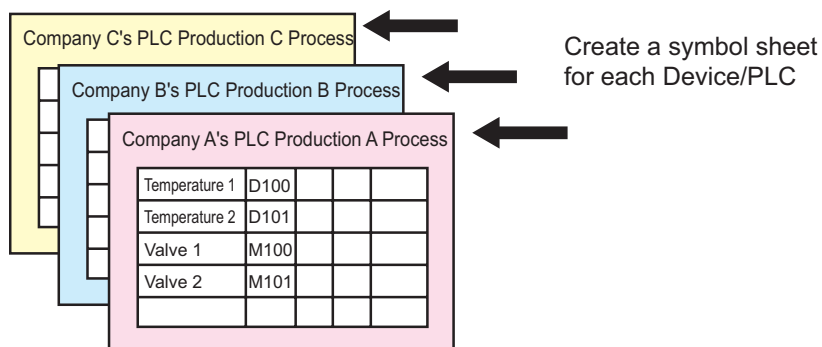 Company C's PLC Production C Process
Company B's PLC Production B Process
Company A's PLC Production A Process
Temperature 1 D100
Temperature 2 D101
Valve 1 M100
Valve 2 M101
Create a symbol sheet
for each Device/PLC